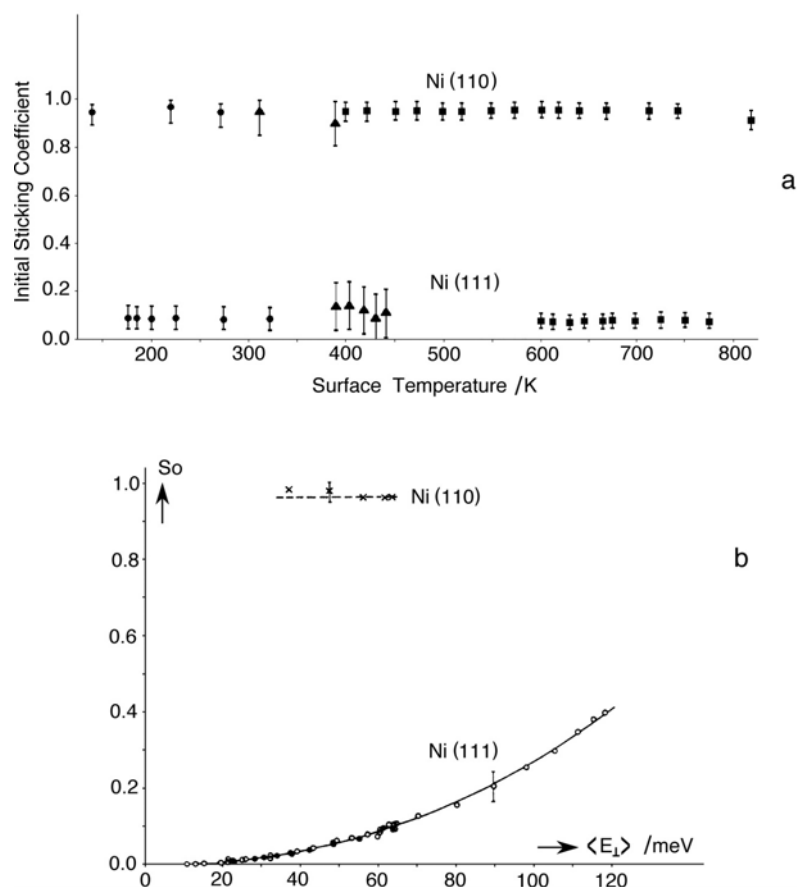 Initial Sticking Coefficient
1.0
0.8
0.6
0.4
0.2
0.0
Ni (110)
Ni (111)
200 300 400 500 600 700 800
Surface Temperature /K
a
So
1.0
0.8
0.6
0.4
0.2
0.0
Ni (110)
Ni (111)
⟨E⊥⟩ /meV
0 20 40 60 80 100 120
b